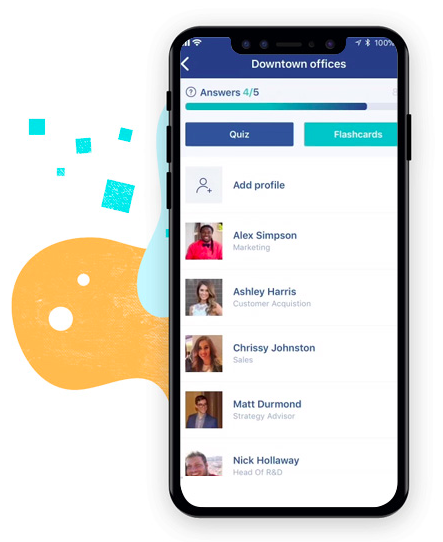 100%
Downtown offices
Answers 4/5
Quiz
Flashcards
Add profile
Alex Simpson
Marketing
Ashley Harris
Customer Acquistion
Chrissy Johnston
Sales
Matt Durmond
Strategy Advisor
Nick Hollaway
Head Of R&D